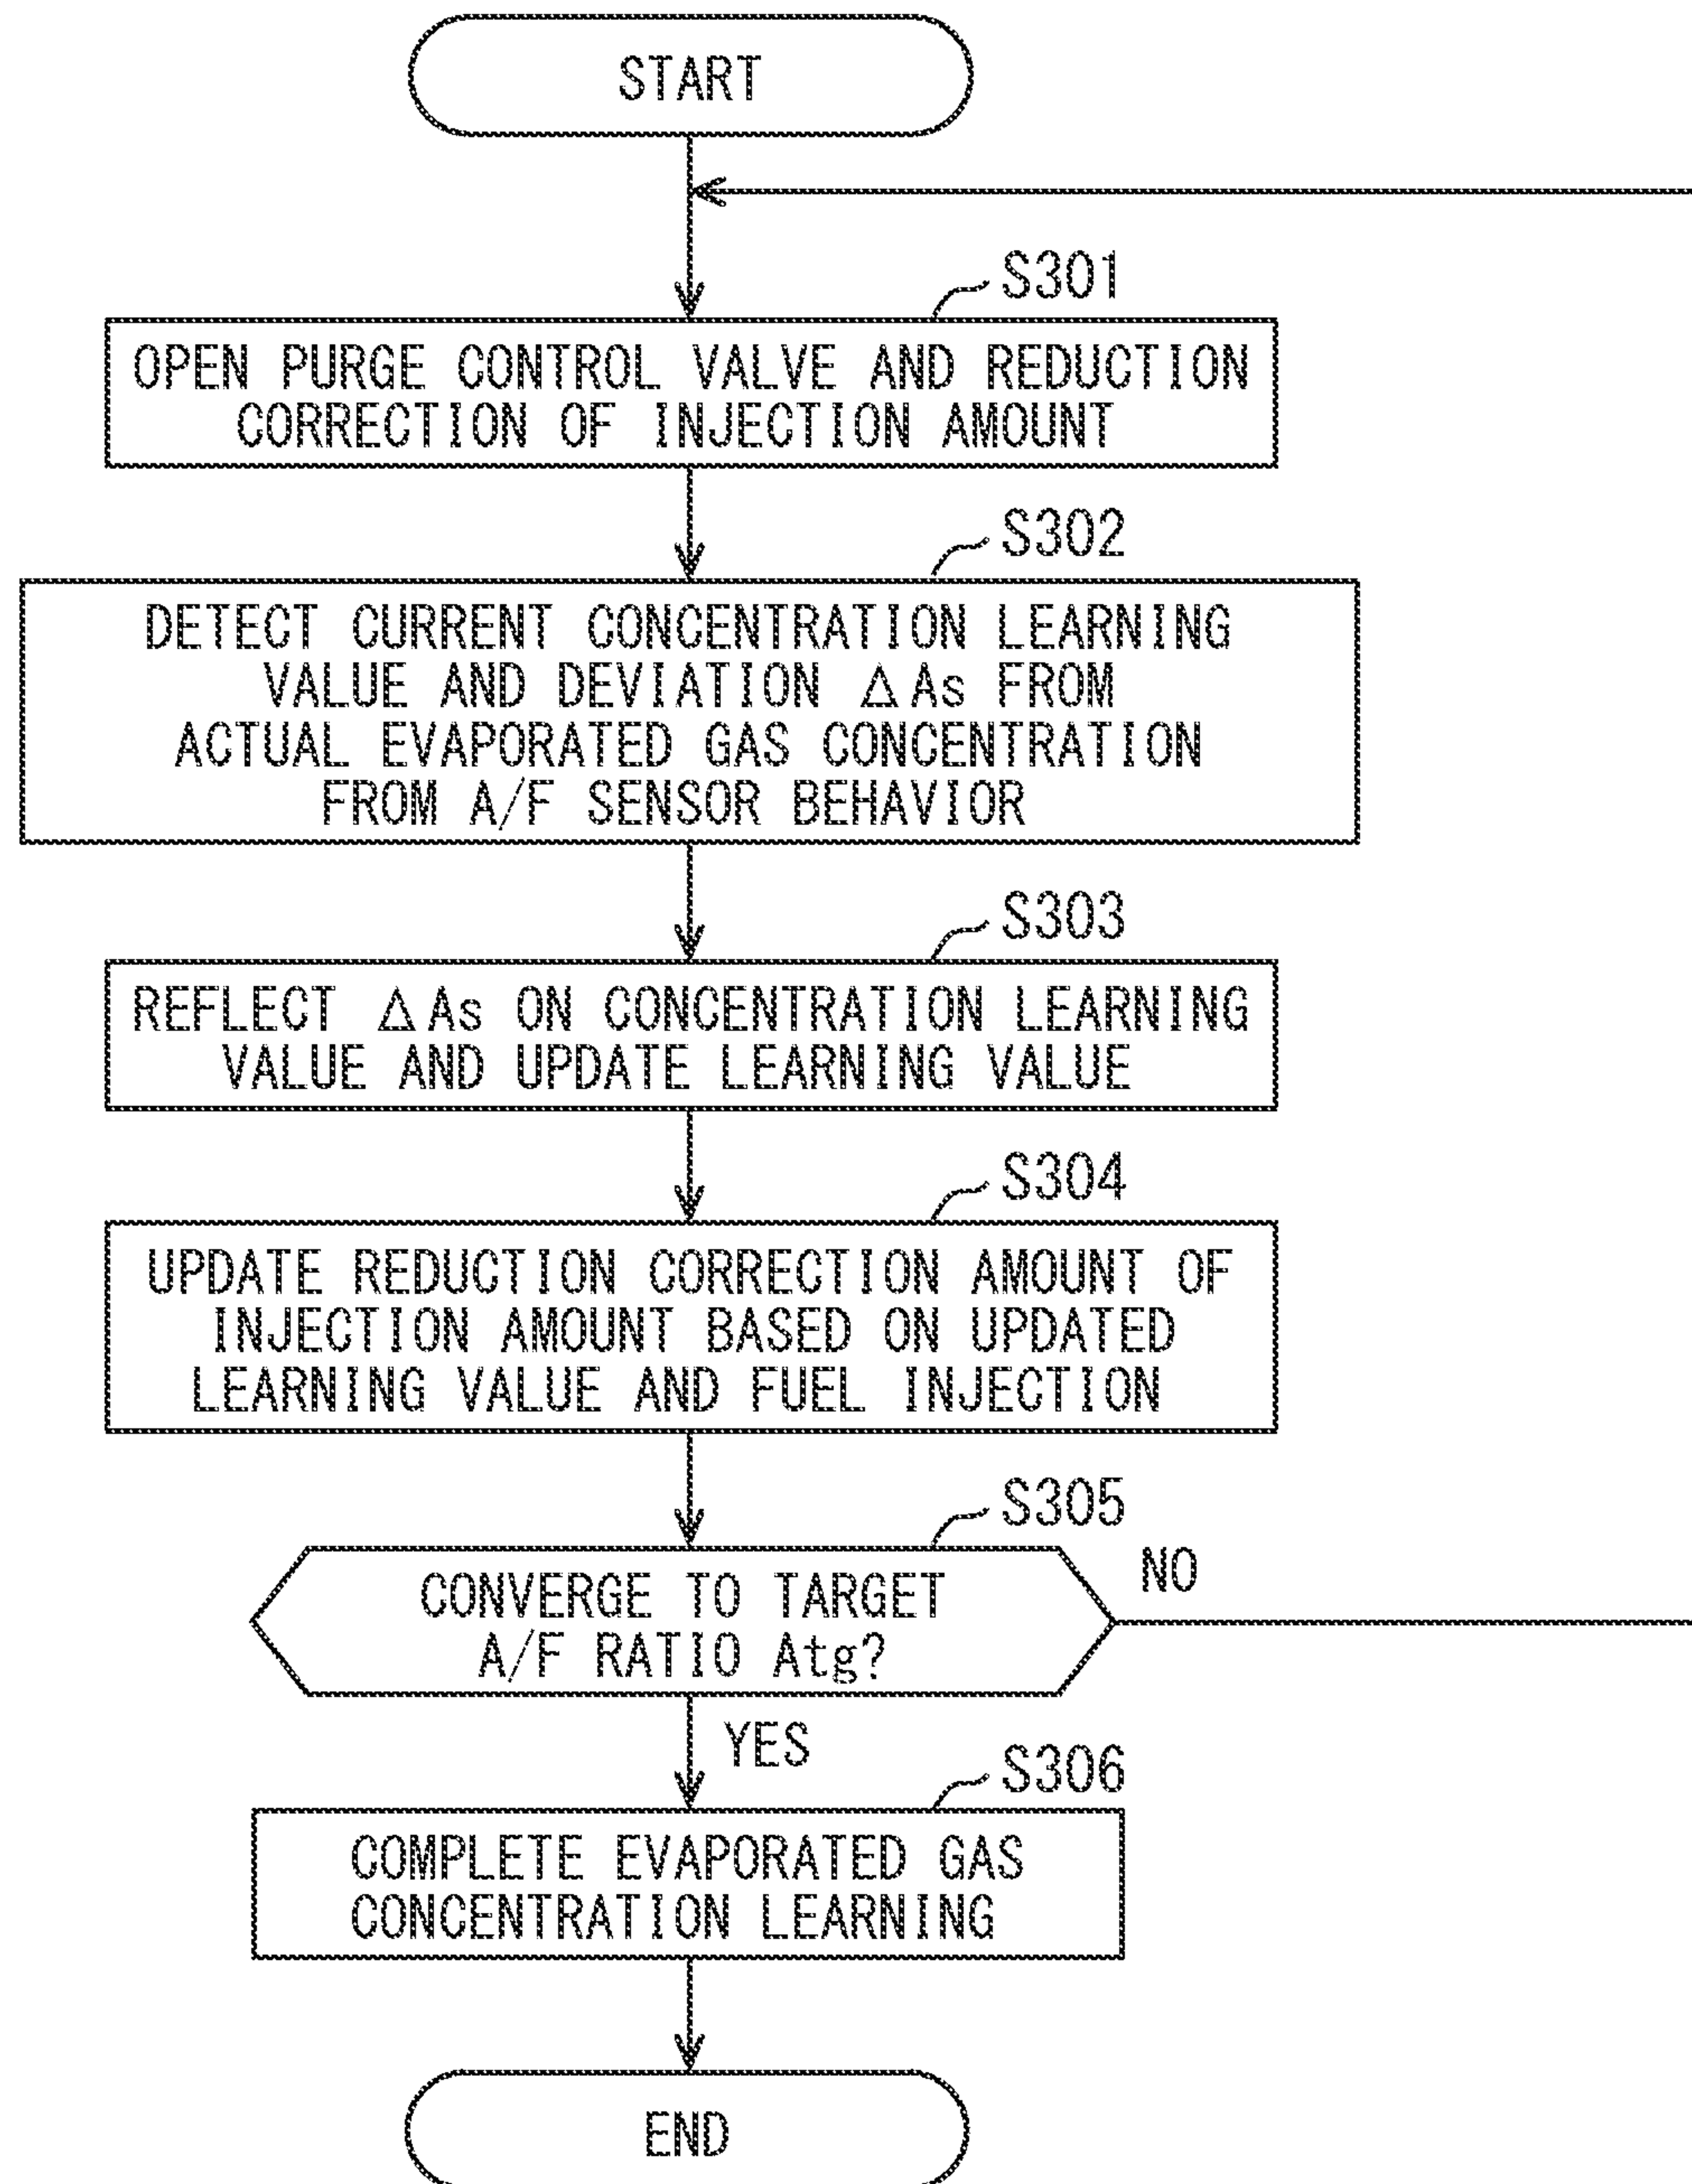 START
S301
OPEN PURGE CONTROL VALVE AND REDUCTION
CORRECTION OF INJECTION AMOUNT
S302
DETECT CURRENT CONCENTRATION LEARNING
VALUE AND DEVIATION △As FROM
ACTUAL EVAPORATED GAS CONCENTRATION
FROM A/F SENSOR BEHAVIOR
S303
REFLECT △As ON CONCENTRATION LEARNING
VALUE AND UPDATE LEARNING VALUE
S304
UPDATE REDUCTION CORRECTION AMOUNT OF
INJECTION AMOUNT BASED ON UPDATED
LEARNING VALUE AND FUEL INJECTION
S305
CONVERGE TO TARGET
A/F RATIO Atg?
NO
YES
S306
COMPLETE EVAPORATED GAS
CONCENTRATION LEARNING
END